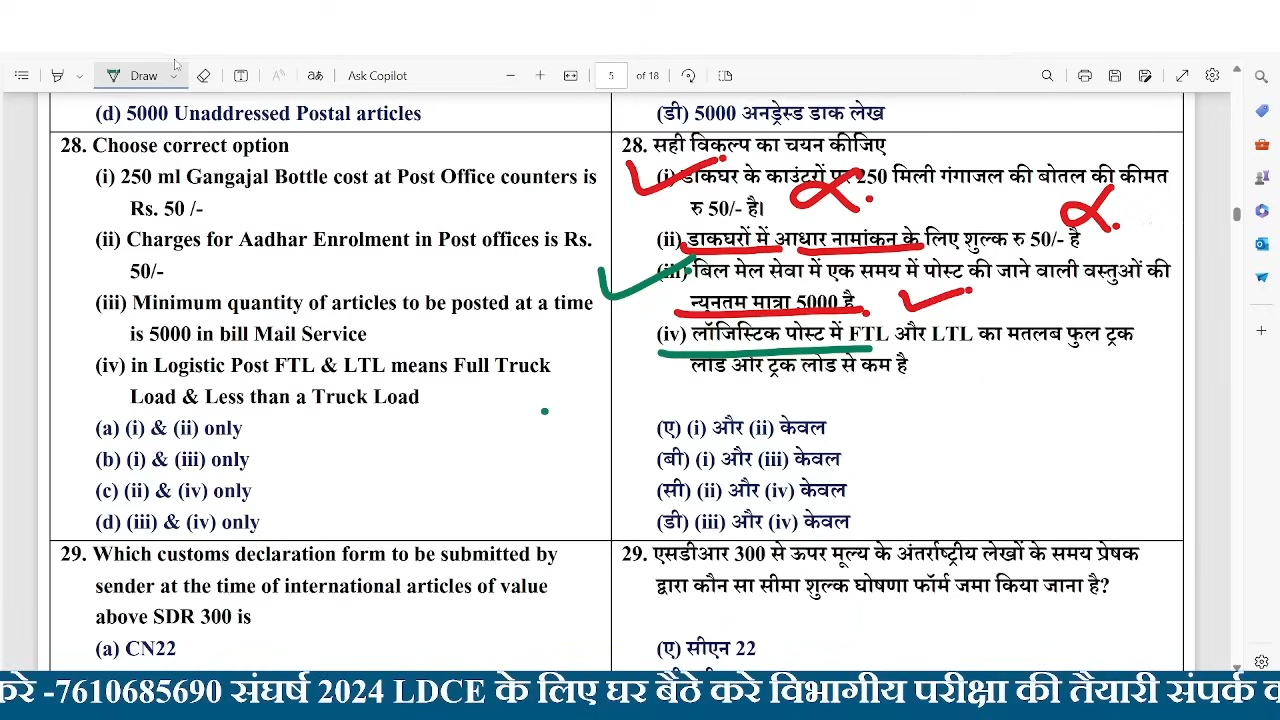 Draw
Ask Copilot
5 of 18
(d) 5000 Unaddressed Postal articles
28. Choose correct option
(i) 250 ml Gangajal Bottle cost at Post Office counters is
Rs. 50 /-
(ii) Charges for Aadhar Enrolment in Post offices is Rs.
50/-
(iii) Minimum quantity of articles to be posted at a time
is 5000 in bill Mail Service
(iv) in Logistic Post FTL & LTL means Full Truck
Load & Less than a Truck Load
(a) (i) & (ii) only
(b) (i) & (iii) only
(c) (ii) & (iv) only
(d) (iii) & (iv) only
29. Which customs declaration form to be submitted by
sender at the time of international articles of value
above SDR 300 is
(a) CN22
(डी) 5000 अनड्रेस्ड डाक लेख
28. सही विकल्प का चयन कीजिए
(i) डाकघर के काउंटरों पर 250 मिली गंगाजल की बोतल की कीमत
रु 50/- है।
(ii) डाकघरों में आधार नामांकन के लिए शुल्क रु 50/- है
(iii) बिल मेल सेवा में एक समय में पोस्ट की जाने वाली वस्तुओं की
न्यूनतम मात्रा 5000 है
(iv) लॉजिस्टिक पोस्ट में FTL और LTL का मतलब फुल ट्रक
लोड और ट्रक लोड से कम है
(ए) (i) और (ii) केवल
(बी) (i) और (iii) केवल
(सी) (ii) और (iv) केवल
(डी) (iii) और (iv) केवल
29. एसडीआर 300 से ऊपर मूल्य के अंतर्राष्ट्रीय लेखों के समय प्रेषक
द्वारा कौन सा सीमा शुल्क घोषणा फॉर्म जमा किया जाना है?
(ए) सीएन 22
करे -7610685690 संघर्ष 2024 LDCE के लिए घर बैठे करे विभागीय परीक्षा की तैयारी संपर्क